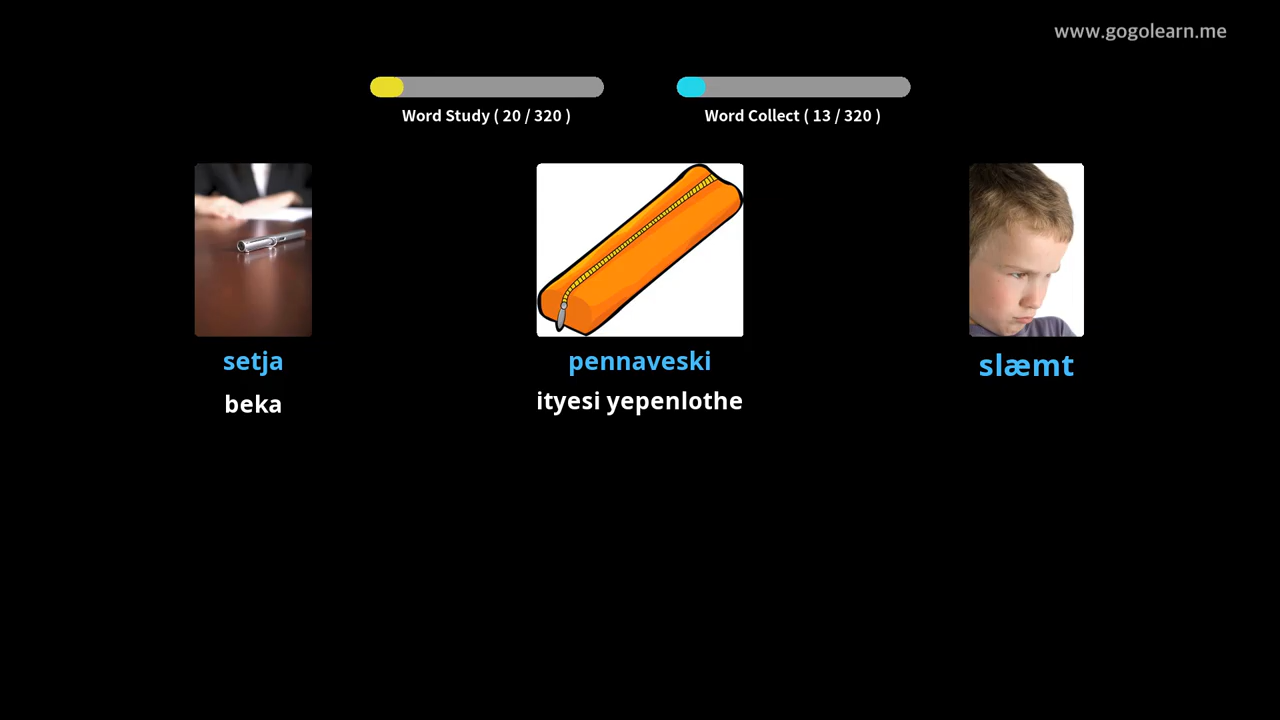 www.gogolearn.me
Word Study ( 20 / 320 )
Word Collect ( 13 / 320 )
setja
pennaveski
slæmt
beka
ityesi yepenlothe